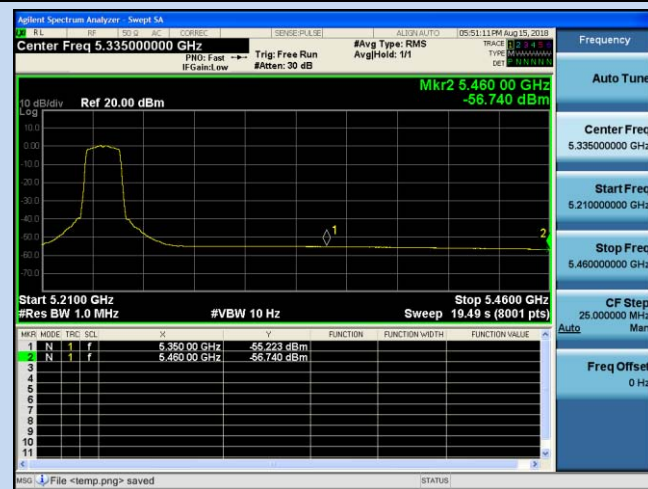 Agilent Spectrum Analyzer - Swept SA
RL RF 50 Ω AC CORREC SENSE:PULSE ALIGN AUTO 05:51:11 PM Aug 15, 2018
Center Freq 5.335000000 GHz
PNO: Fast
IFGain:Low
Trig: Free Run
#Atten: 30 dB
#Avg Type: RMS
Avg|Hold: 1/1
TRACE 1 2 3 4 5 6
TYPE M
DET P N N N N N
Mkr2 5.460 00 GHz
-56.740 dBm
10 dB/div Ref 20.00 dBm
Log
10.0
0.00
-10.0
-20.0
-30.0
-40.0
-50.0
-60.0
-70.0
1
2
Start 5.2100 GHz Stop 5.4600 GHz
#Res BW 1.0 MHz #VBW 10 Hz Sweep 19.49 s (8001 pts)
MKR MODE TRC SCL X Y FUNCTION FUNCTION WIDTH FUNCTION VALUE
1 N 1 f 5.350 00 GHz -55.223 dBm
2 N 1 f 5.460 00 GHz -56.740 dBm
3
4
5
6
7
8
9
10
11
MSG File <temp.png> saved STATUS
Frequency
Auto Tune
Center Freq
5.335000000 GHz
Start Freq
5.210000000 GHz
Stop Freq
5.460000000 GHz
CF Step
25.000000 MHz
Auto Man
Freq Offset
0 Hz